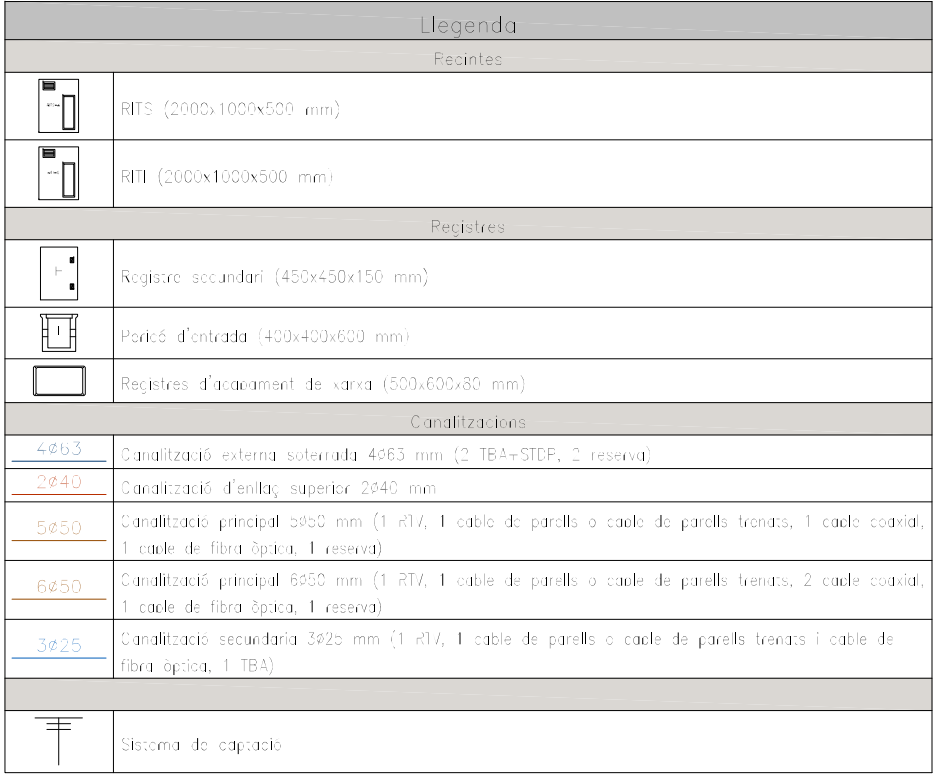 Llegenda
Recintes
RITS (2000x1000x500 mm)
RITI (2000x1000x500 mm)
Registres
Registre secundari (450x450x150 mm)
Pericó d'entrada (400x400x600 mm)
Registres d'acabament de xarxa (500x600x80 mm)
Canalitzacions
4ø63
Canalització externa soterrada 4ø63 mm (2 TBA+STDP, 2 reserva)
2ø40
Canalització d'enllaç superior 2ø40 mm
5ø50
Canalització principal 5ø50 mm (1 RTV, 1 cable de parells o cable de parells trenats, 1 cable coaxial,
1 cable de fibra òptica, 1 reserva)
6ø50
Canalització principal 6ø50 mm (1 RTV, 1 cable de parells o cable de parells trenats, 2 cable coaxial,
1 cable de fibra òptica, 1 reserva)
3ø25
Canalització secundaria 3ø25 mm (1 RTV, 1 cable de parells o cable de parells trenats i cable de
fibra òptica, 1 TBA)
Sistema de captació